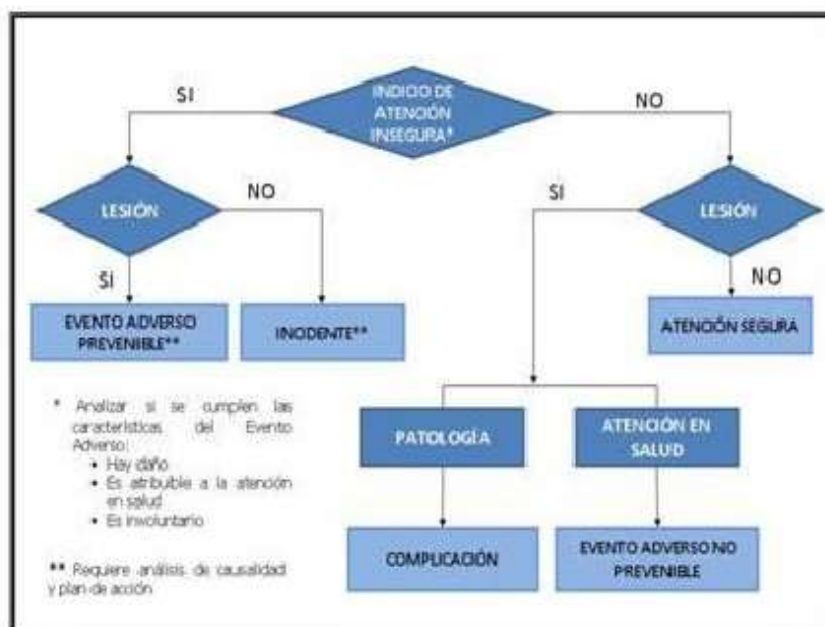 INDICIO DE
ATENCIÓN
INSEGURA*
SI
NO
LESIÓN
NO
SI
LESIÓN
SI
NO
EVENTO ADVERSO
PREVENIBLE**
INCIDENTE**
ATENCIÓN SEGURA
* Analizar si se cumplen las
características del Evento
Adverso:
• Hay daño
• Es atribuible a la atención
en salud
• Es involuntario
PATOLOGÍA
ATENCIÓN EN
SALUD
COMPLICACIÓN
EVENTO ADVERSO NO
PREVENIBLE
** Requiere análisis de causalidad
y plan de acción